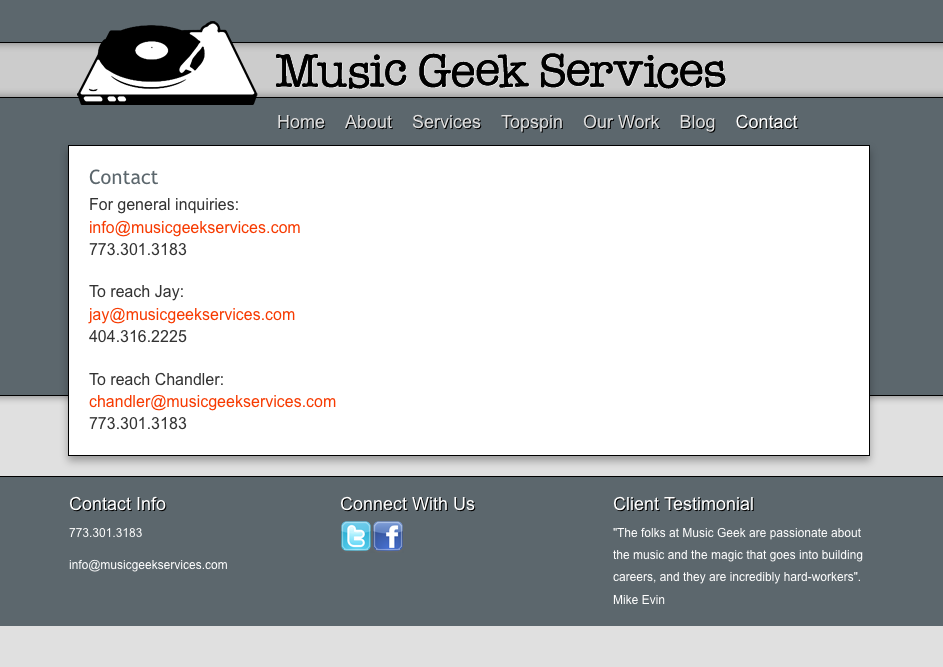 Music Geek Services
Home About Services Topspin Our Work Blog Contact
Contact
For general inquiries:
info@musicgeekservices.com
773.301.3183
To reach Jay:
jay@musicgeekservices.com
404.316.2225
To reach Chandler:
chandler@musicgeekservices.com
773.301.3183
Contact Info
773.301.3183
info@musicgeekservices.com
Connect With Us
t f
Client Testimonial
"The folks at Music Geek are passionate about
the music and the magic that goes into building
careers, and they are incredibly hard-workers".
Mike Evin